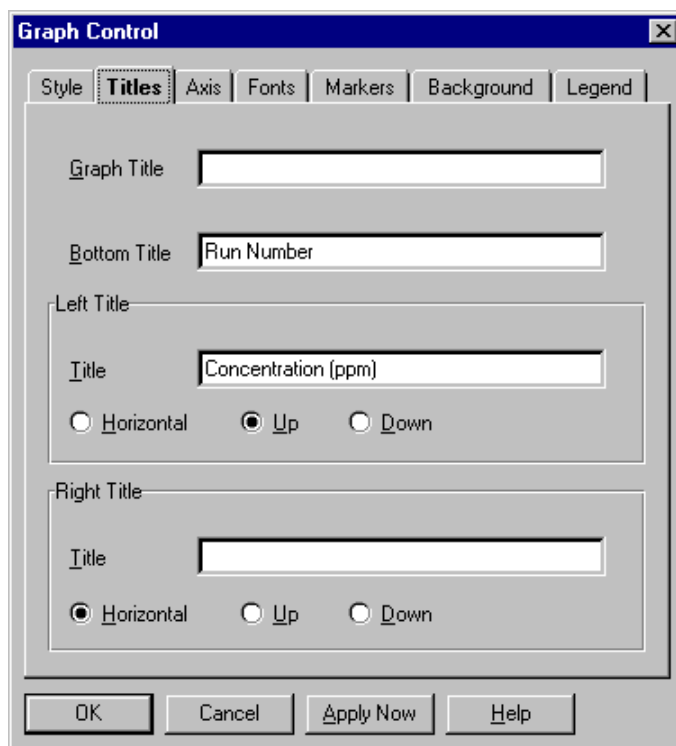 Graph Control
Style Titles Axis Fonts Markers Background Legend
Graph Title
Bottom Title Run Number
Left Title
Title Concentration (ppm)
Horizontal Up Down
Right Title
Title
Horizontal Up Down
OK Cancel Apply Now Help